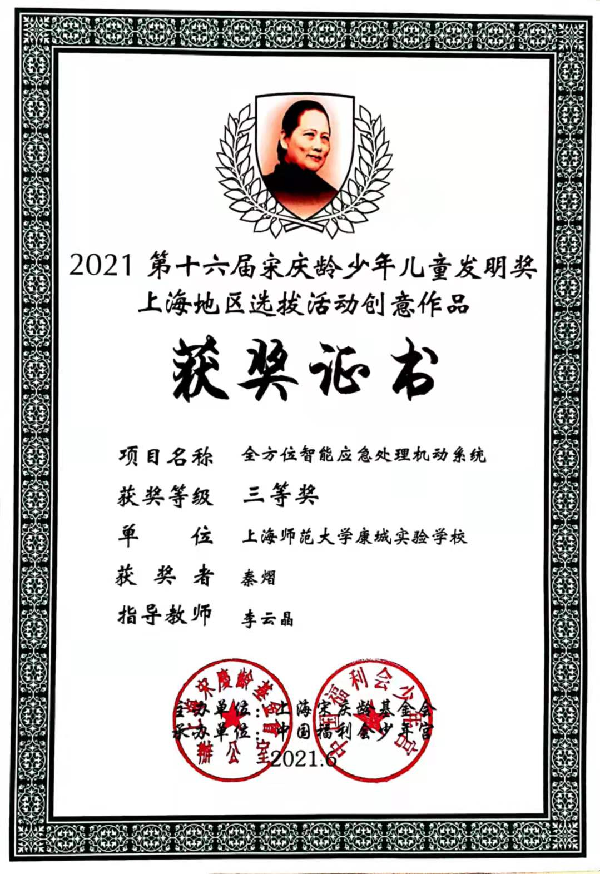 2021 第十六届宋庆龄少年儿童发明奖
上海地区选拔活动创意作品
获奖证书
项目名称 全方位智能应急处理机动系统
获奖等级 三等奖
单 位 上海师范大学康城实验学校
获奖者 秦熠
指导教师 李云晶
主办单位：上海宋庆龄基金会
承办单位：中国福利会少年宫
2021.6
上海宋庆龄基金会
办公室
中国福利会少年宫